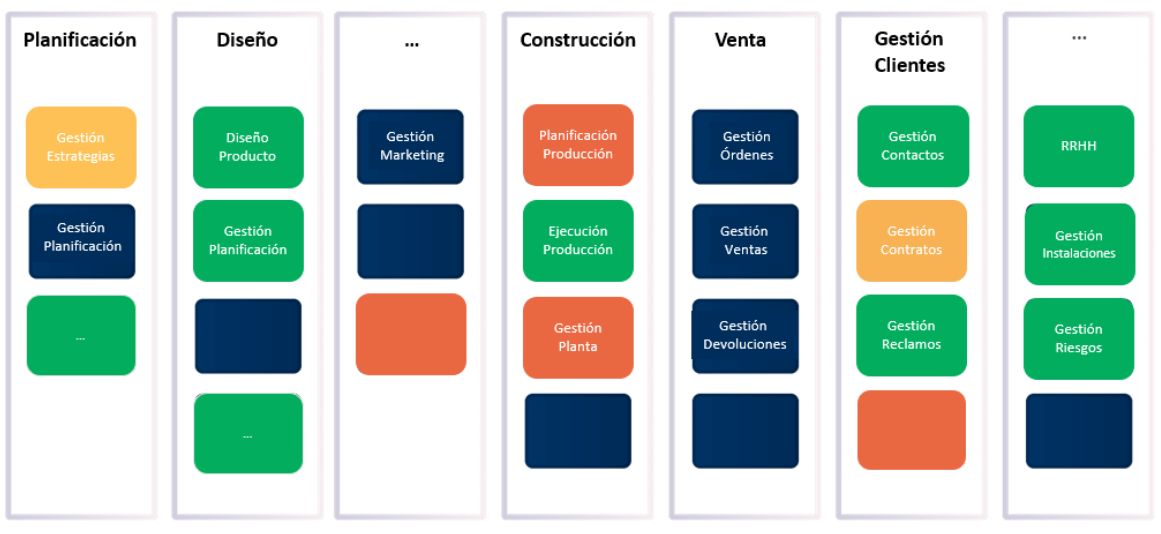 Planificación
Gestión
Estrategias
Gestión
Planificación
...
Diseño
Diseño
Producto
Gestión
Planificación
...
...
Gestión
Marketing
Construcción
Planificación
Producción
Ejecución
Producción
Gestión
Planta
Venta
Gestión
Órdenes
Gestión
Ventas
Gestión
Devoluciones
Gestión
Clientes
Gestión
Contactos
Gestión
Contratos
Gestión
Reclamos
...
RRHH
Gestión
Instalaciones
Gestión
Riesgos